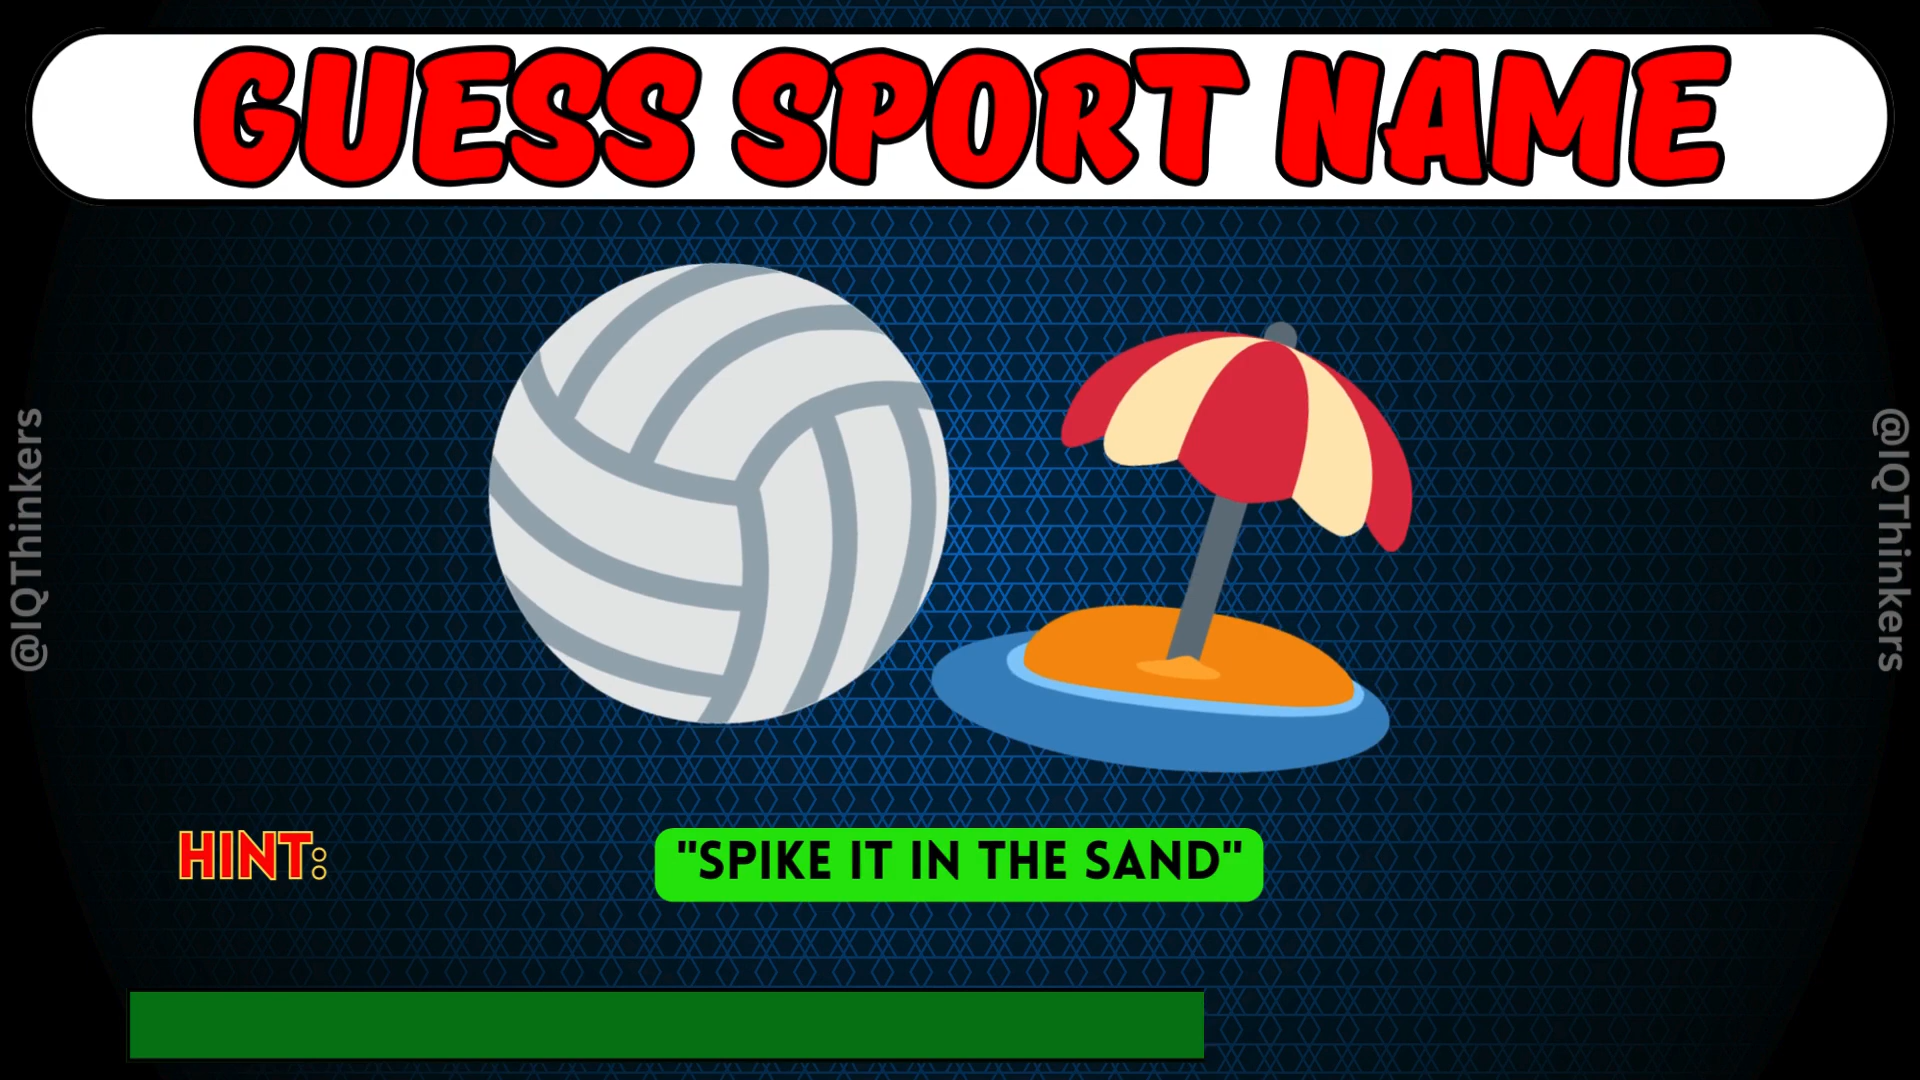 GUESS SPORT NAME
@IQThinkers
@IQThinkers
HINT:
"SPIKE IT IN THE SAND"